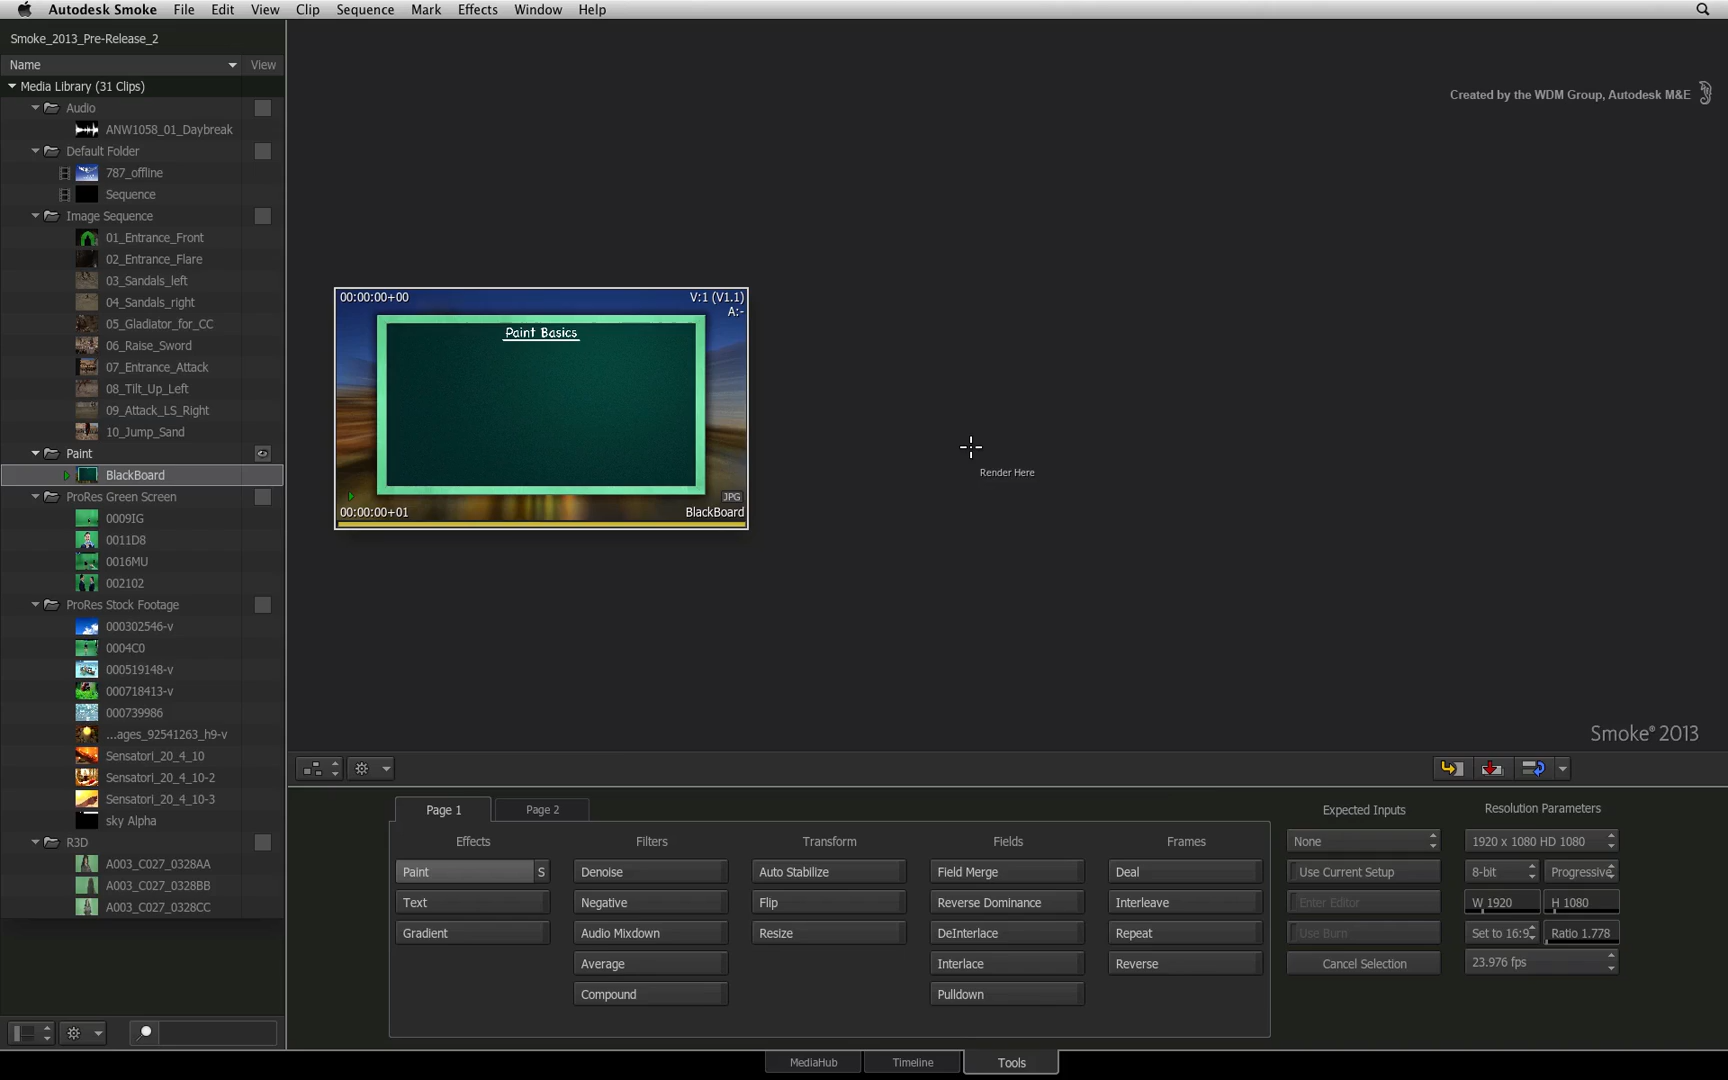 Autodesk Smoke File Edit View Clip Sequence Mark Effects Window Help
Smoke_2013_Pre-Release_2
Name View
Media Library (31 Clips)
Audio
ANW1058_01_Daybreak
Default Folder
787_offline
Sequence
Image Sequence
01_Entrance_Front
02_Entrance_Flare
03_Sandals_left
04_Sandals_right
05_Gladiator_for_CC
06_Raise_Sword
07_Entrance_Attack
08_Tilt_Up_Left
09_Attack_LS_Right
10_Jump_Sand
Paint
BlackBoard
ProRes Green Screen
0009IG
0011D8
0016MU
002102
ProRes Stock Footage
000302546-v
0004C0
000519148-v
000718413-v
000739986
...ages_92541263_h9-v
Sensatori_20_4_10
Sensatori_20_4_10-2
Sensatori_20_4_10-3
sky Alpha
R3D
A003_C027_0328AA
A003_C027_0328BB
A003_C027_0328CC
Created by the WDM Group, Autodesk M&E
00:00:00+00 V:1 (V1.1)
A:-
Paint Basics
JPG
00:00:00+01 BlackBoard
Render Here
Smoke® 2013
Page 1 Page 2 Expected Inputs Resolution Parameters
Effects Filters Transform Fields Frames None 1920 x 1080 HD 1080
Paint S Denoise Auto Stabilize Field Merge Deal Use Current Setup 8-bit Progressive
Text Negative Flip Reverse Dominance Interleave Enter Editor W 1920 H 1080
Gradient Audio Mixdown Resize DeInterlace Repeat Use Burn Set to 16:9 Ratio 1.778
Average Interlace Reverse Cancel Selection 23.976 fps
Compound Pulldown
MediaHub Timeline Tools